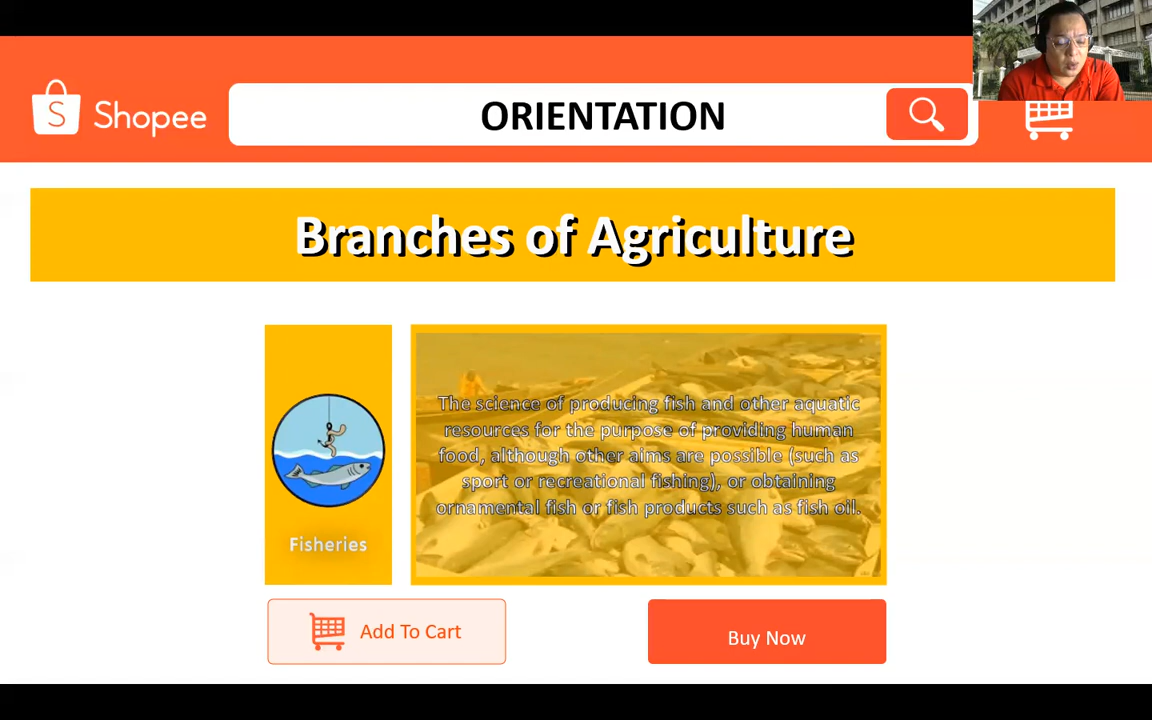 S Shopee
ORIENTATION
Branches of Agriculture
The science of producing fish and other aquatic
resources for the purpose of providing human
food, although other aims are possible (such as
sport or recreational fishing), or obtaining
ornamental fish or fish products such as fish oil.
Fisheries
Add To Cart
Buy Now